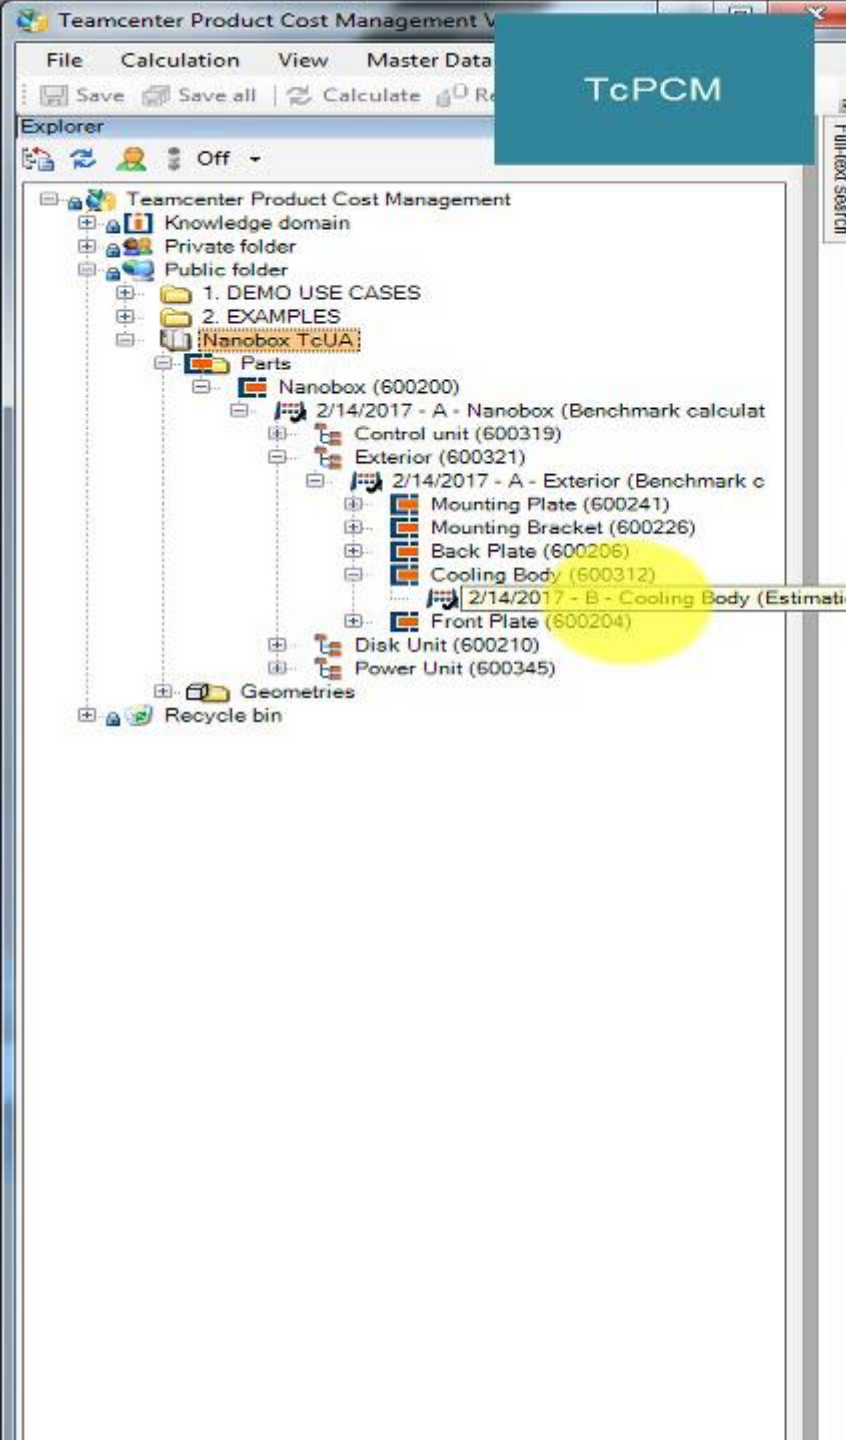 Teamcenter Product Cost Management V
TcPCM
File Calculation View Master Data
Save Save all Calculate Re
Explorer
Full-text search
Off
Teamcenter Product Cost Management
Knowledge domain
Private folder
Public folder
1. DEMO USE CASES
2. EXAMPLES
Nanobox TcUA
Parts
Nanobox (600200)
2/14/2017 - A - Nanobox (Benchmark calculat
Control unit (600319)
Exterior (600321)
2/14/2017 - A - Exterior (Benchmark c
Mounting Plate (600241)
Mounting Bracket (600226)
Back Plate (600206)
Cooling Body (600312)
2/14/2017 - B - Cooling Body (Estimati
Front Plate (600204)
Disk Unit (600210)
Power Unit (600345)
Geometries
Recycle bin